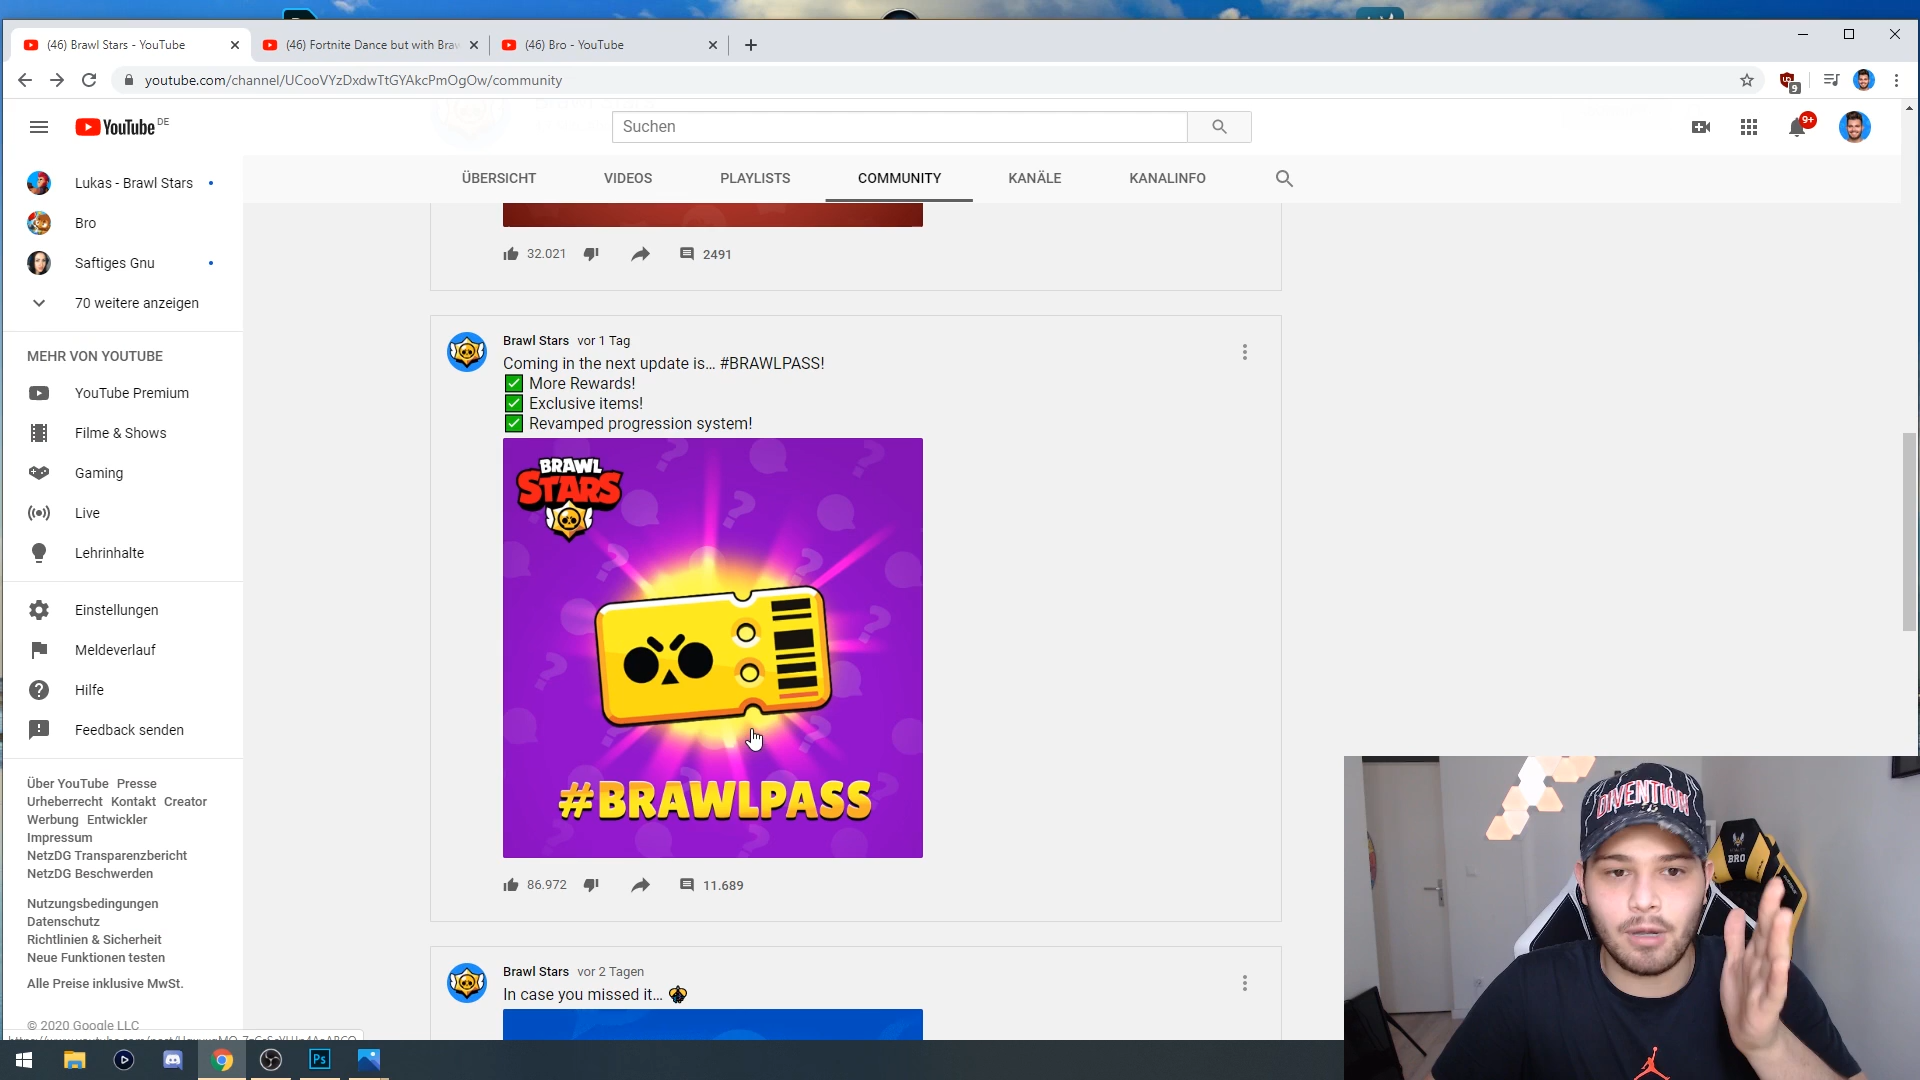 (46) Brawl Stars - YouTube
(46) Fortnite Dance but with Braw
(46) Bro - YouTube
youtube.com/channel/UCooVYzDxdwTtGYAkcPmOgOw/community
9
YouTube DE
Suchen
9+
Lukas - Brawl Stars
Bro
Saftiges Gnu
70 weitere anzeigen
MEHR VON YOUTUBE
YouTube Premium
Filme & Shows
Gaming
Live
Lehrinhalte
Einstellungen
Meldeverlauf
Hilfe
Feedback senden
Über YouTube Presse
Urheberrecht Kontakt Creator
Werbung Entwickler
Impressum
NetzDG Transparenzbericht
NetzDG Beschwerden
Nutzungsbedingungen
Datenschutz
Richtlinien & Sicherheit
Neue Funktionen testen
Alle Preise inklusive MwSt.
© 2020 Google LLC
ÜBERSICHT VIDEOS PLAYLISTS COMMUNITY KANÄLE KANALINFO
32.021 2491
Brawl Stars vor 1 Tag
Coming in the next update is... #BRAWLPASS!
✅ More Rewards!
✅ Exclusive items!
✅ Revamped progression system!
BRAWL
STARS
#BRAWLPASS
86.972 11.689
Brawl Stars vor 2 Tagen
In case you missed it...
DIVENTION
BRO
Ps